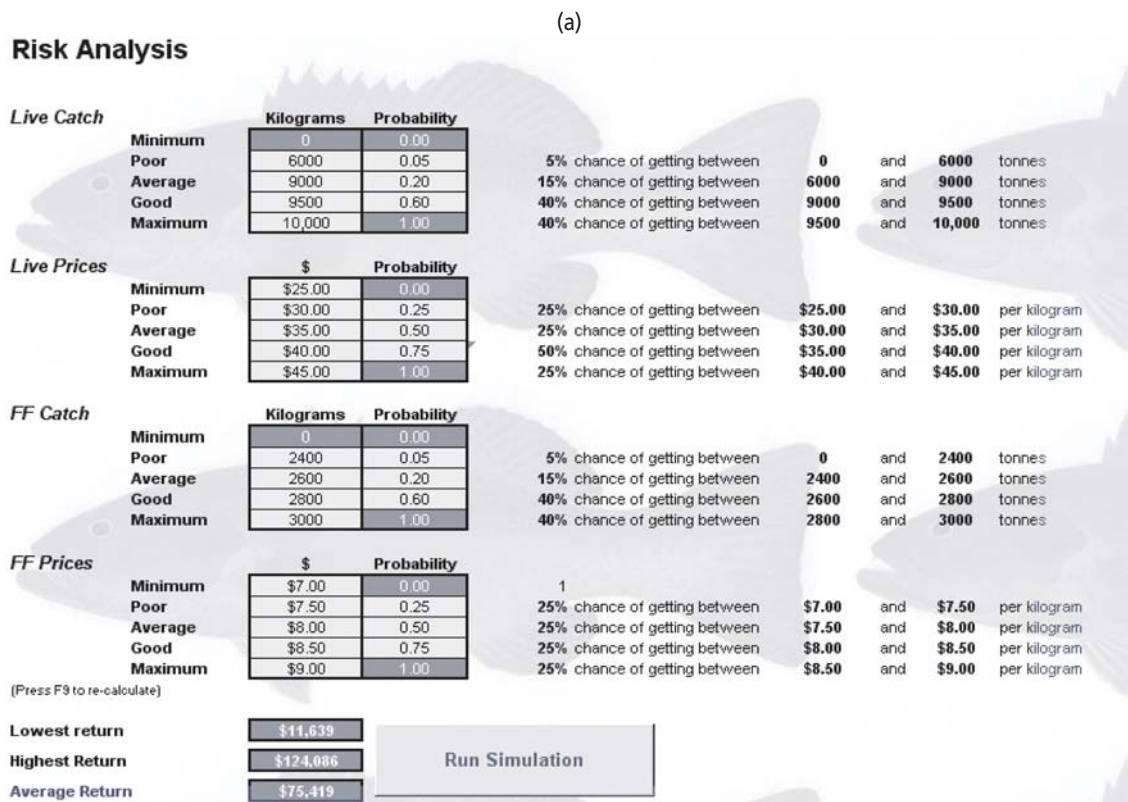 (a)
Risk Analysis
Live Catch Kilograms Probability
Minimum 0 0.00
Poor 6000 0.05 5% chance of getting between 0 and 6000 tonnes
Average 9000 0.20 15% chance of getting between 6000 and 9000 tonnes
Good 9500 0.60 40% chance of getting between 9000 and 9500 tonnes
Maximum 10,000 1.00 40% chance of getting between 9500 and 10,000 tonnes
Live Prices $ Probability
Minimum $25.00 0.00
Poor $30.00 0.25 25% chance of getting between $25.00 and $30.00 per kilogram
Average $35.00 0.50 25% chance of getting between $30.00 and $35.00 per kilogram
Good $40.00 0.75 50% chance of getting between $35.00 and $40.00 per kilogram
Maximum $45.00 1.00 25% chance of getting between $40.00 and $45.00 per kilogram
FF Catch Kilograms Probability
Minimum 0 0.00
Poor 2400 0.05 5% chance of getting between 0 and 2400 tonnes
Average 2600 0.20 15% chance of getting between 2400 and 2600 tonnes
Good 2800 0.60 40% chance of getting between 2600 and 2800 tonnes
Maximum 3000 1.00 40% chance of getting between 2800 and 3000 tonnes
FF Prices $ Probability
Minimum $7.00 0.00 1
Poor $7.50 0.25 25% chance of getting between $7.00 and $7.50 per kilogram
Average $8.00 0.50 25% chance of getting between $7.50 and $8.00 per kilogram
Good $8.50 0.75 25% chance of getting between $8.00 and $8.50 per kilogram
Maximum $9.00 1.00 25% chance of getting between $8.50 and $9.00 per kilogram
(Press F9 to re-calculate)
Lowest return $11,639
Highest Return $124,086 Run Simulation
Average Return $75,419